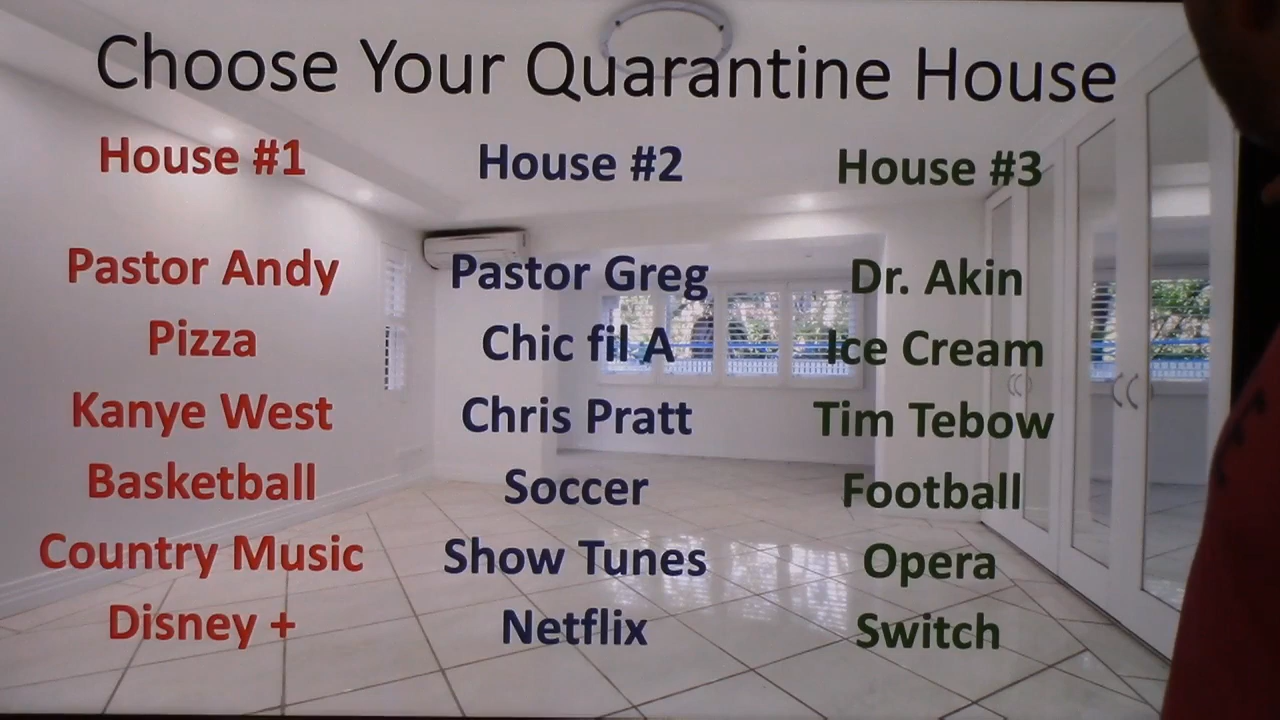 Choose Your Quarantine House
House #1
Pastor Andy
Pizza
Kanye West
Basketball
Country Music
Disney +
House #2
Pastor Greg
Chic fil A
Chris Pratt
Soccer
Show Tunes
Netflix
House #3
Dr. Akin
Ice Cream
Tim Tebow
Football
Opera
Switch